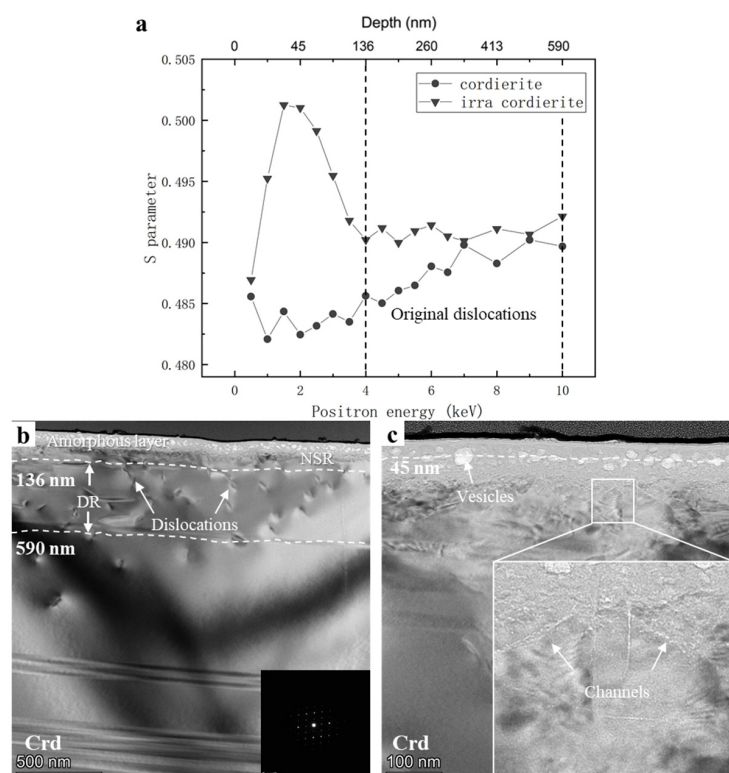 a
Depth (nm)
0 45 136 260 413 590
0.505
0.500
0.495
0.490
0.485
0.480
S parameter
cordierite
irra cordierite
Original dislocations
0 2 4 6 8 10
Positron energy (keV)
b
Amorphous layer
NSR
136 nm
DR
Dislocations
590 nm
Crd
500 nm
c
45 nm
Vesicles
Channels
Crd
100 nm